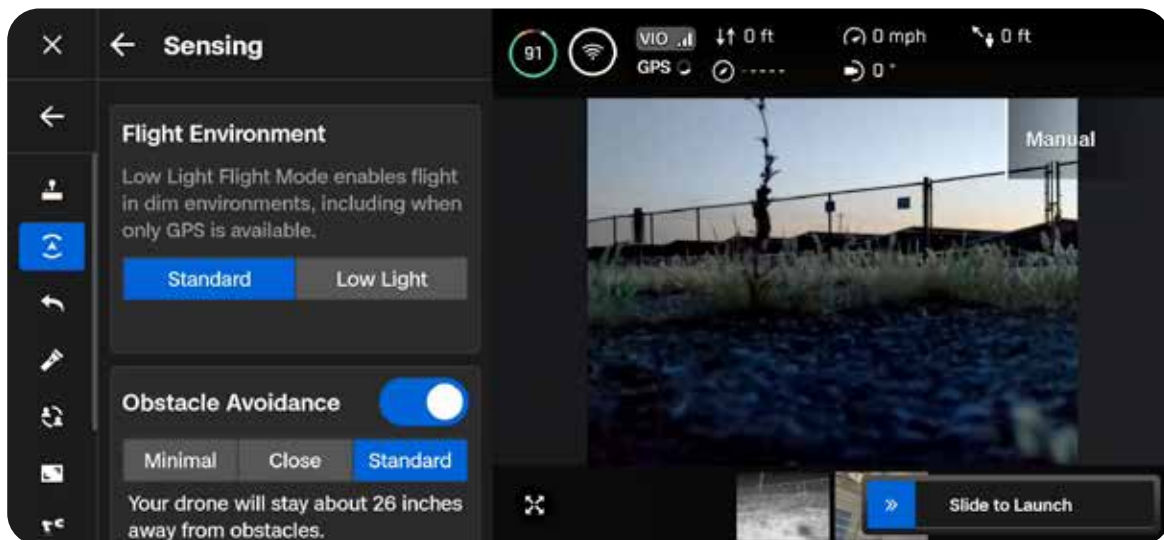 Sensing
Flight Environment
Low Light Flight Mode enables flight
in dim environments, including when
only GPS is available.
Standard
Low Light
Obstacle Avoidance
Minimal
Close
Standard
Your drone will stay about 26 inches
away from obstacles.
91
VIO
GPS
0 ft
-----
0 mph
0 °
0 ft
Manual
Slide to Launch